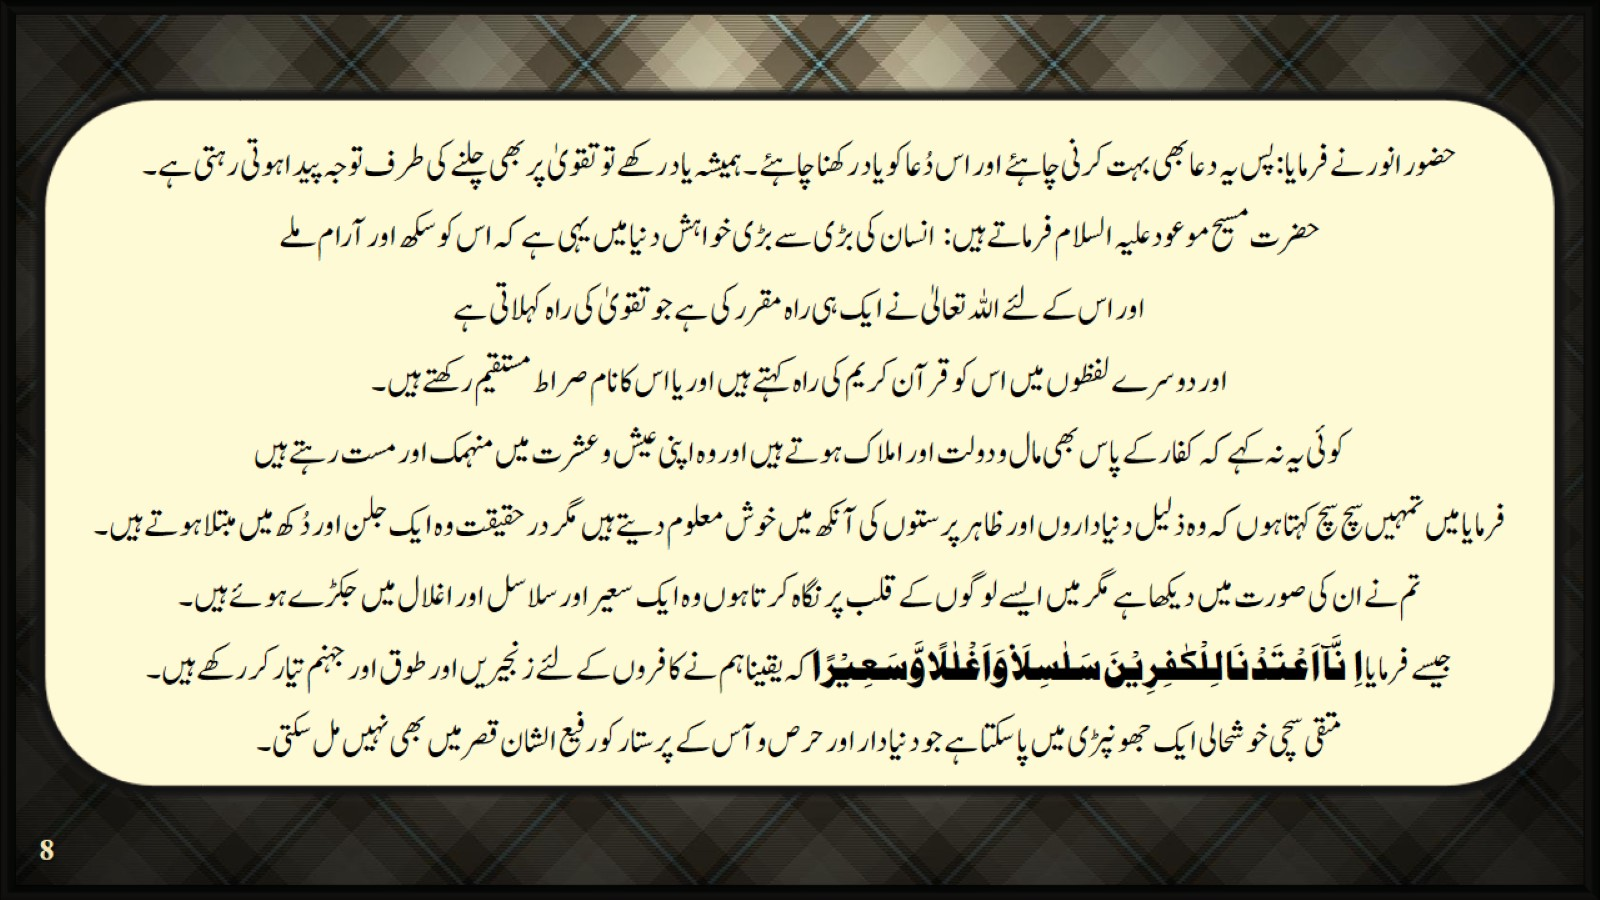 حضور انور نے فرمایا: پس یہ دعا بھی بہت کرنی چاہئے اور اس دُعا کو یاد رکھنا چاہئے۔ ہمیشہ یاد رکھے تو تقویٰ پر بھی چلنے کی طرف توجہ پیدا ہوتی رہتی ہے۔
حضرت مسیح موعود علیہ السلام فرماتے ہیں: انسان کی بڑی سے بڑی خواہش دنیا میں یہی ہے کہ اس کو سکھ اور آرام ملے
اور اس کے لئے اللہ تعالیٰ نے ایک ہی راہ مقرر کی ہے جو تقویٰ کی راہ کہلاتی ہے
اور دوسرے لفظوں میں اس کو قرآن کریم کی راہ کہتے ہیں اور یا اس کا نام صراط مستقیم رکھتے ہیں۔
کوئی یہ نہ کہے کہ کفار کے پاس بھی مال و دولت اور املاک ہوتے ہیں اور وہ اپنی عیش و عشرت میں منہمک اور مست رہتے ہیں
فرمایا میں تمہیں سچ سچ کہتا ہوں کہ وہ ذلیل دنیاداروں اور ظاہر پرستوں کی آنکھ میں خوش معلوم دیتے ہیں مگر در حقیقت وہ ایک جلن اور دُکھ میں مبتلا ہوتے ہیں۔
تم نے ان کی صورت میں دیکھا ہے مگر میں ایسے لوگوں کے قلب پر نگاہ کرتا ہوں وہ ایک سعیر اور سلاسل اور اغلال میں جکڑے ہوئے ہیں۔
جیسے فرمایا اِنَّآ اَعْتَدْنَا لِلْکٰفِرِیْنَ سَلٰسِلَا۟ وَاَغْلٰلًا وَّسَعِیْرًا کہ یقینا ہم نے کافروں کے لئے زنجیریں اور طوق اور جہنم تیار کر رکھے ہیں۔
متقی سچی خوشحالی ایک جھونپڑی میں پا سکتا ہے جو دنیادار اور حرص و آس کے پرستار کو رفیع الشان قصر میں بھی نہیں مل سکتی۔
8